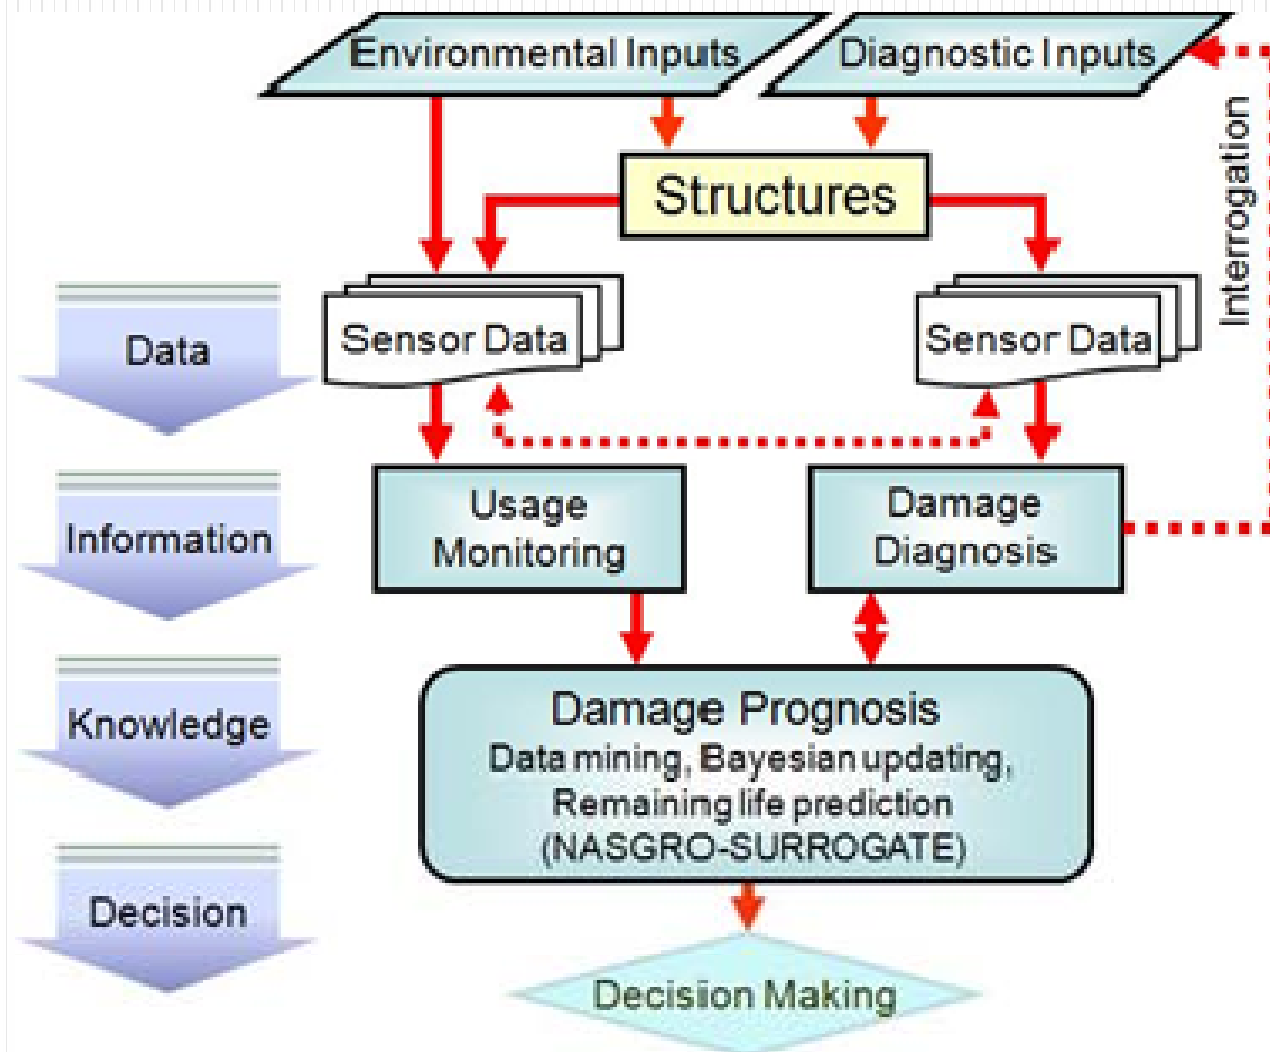 Environmental Inputs
Diagnostic Inputs
Interrogation
Structures
Data
Sensor Data
Sensor Data
Information
Usage
Monitoring
Damage
Diagnosis
Knowledge
Damage Prognosis
Data mining, Bayesian updating,
Remaining life prediction
(NASGRO-SURROGATE)
Decision
Decision Making